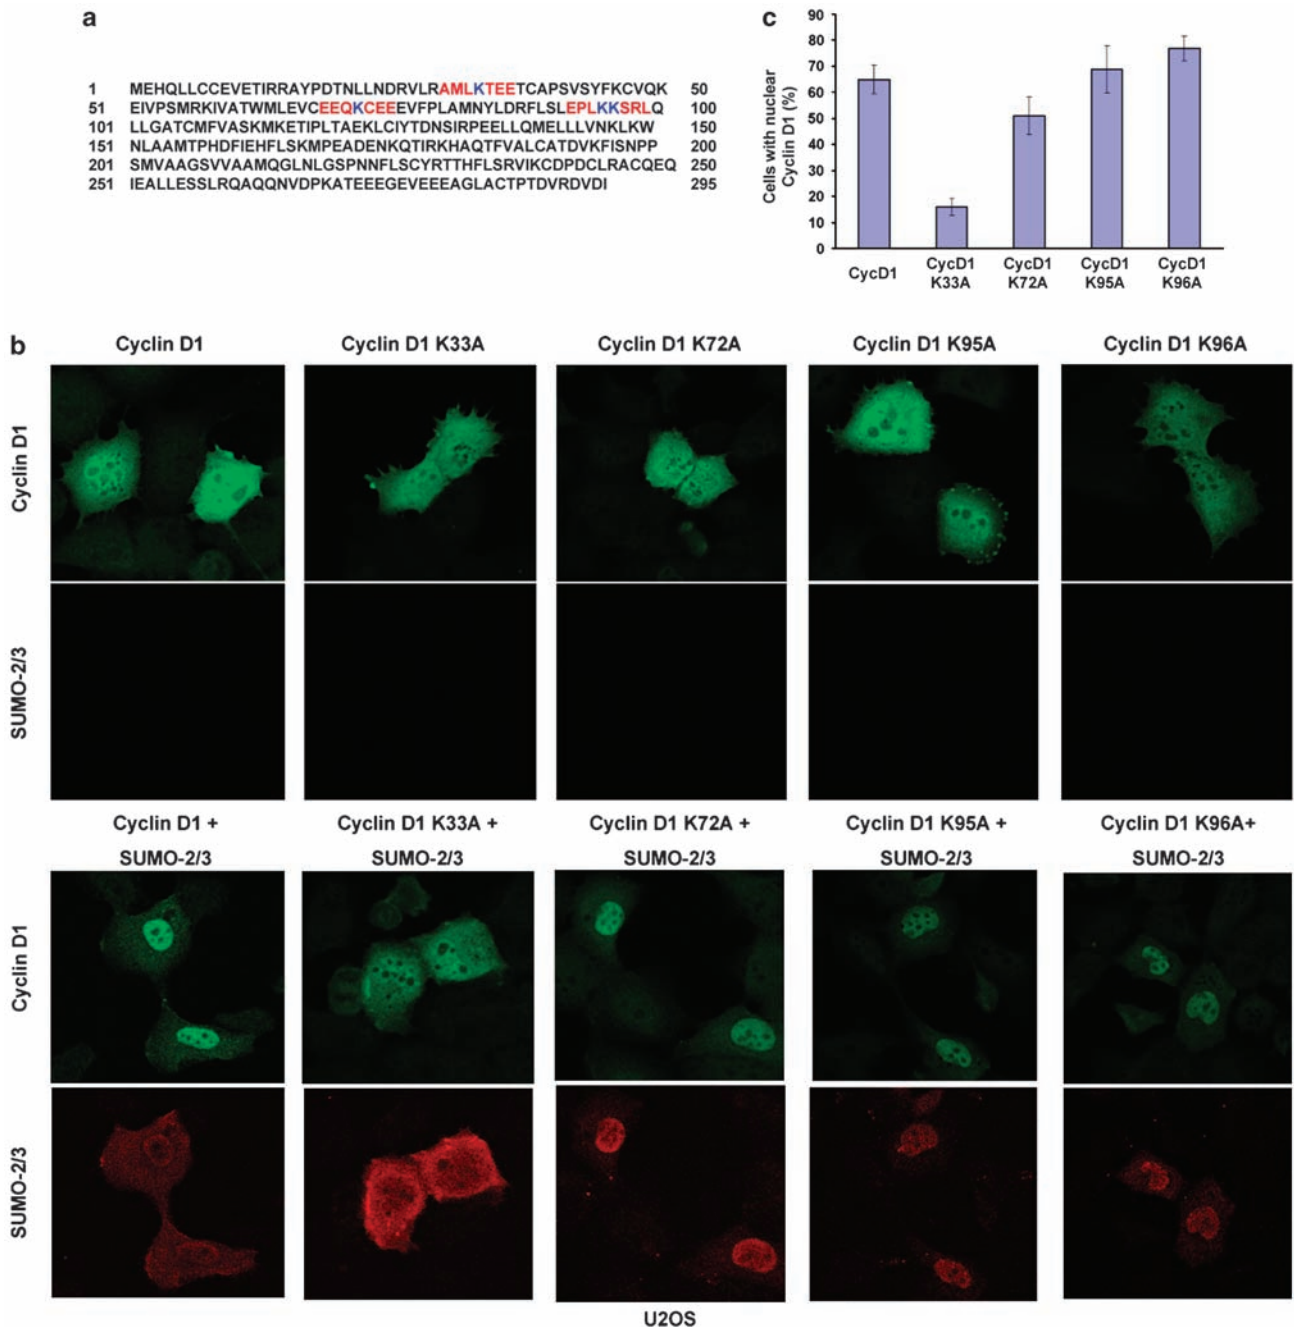 a
1 MEHQLLCCEVETIRRAYPDTNLLNDRVLRAMLKTEETCAPSVSYFKCVQK 50
51 EIVPSMRKIVATWMLEVCEEQKCEEEVFPLAMNYLDRFLSLEPLKKSRLQ 100
101 LLGATCMFVASKMKETIPLTAEKLCIYTDNSIRPEELLQMELLLVNKLKW 150
151 NLAAMTPHDFIEHFLSKMPEADENKQTIRKHAQTFVALCATDVKFISNPP 200
201 SMVAAGSVVAAMQGLNLGSPNNFLSCYRTTHFLSRVIKCDPDCLRACQEQ 250
251 IEALLESSLRQAQQNVDPKATEEEGEVEEEAGLACTPTDVRDVDI 295
c
Cells with nuclear
Cyclin D1 (%)
90
80
70
60
50
40
30
20
10
0
CycD1
CycD1
K33A
CycD1
K72A
CycD1
K95A
CycD1
K96A
b
Cyclin D1
Cyclin D1 K33A
Cyclin D1 K72A
Cyclin D1 K95A
Cyclin D1 K96A
Cyclin D1
SUMO-2/3
Cyclin D1 +
SUMO-2/3
Cyclin D1 K33A +
SUMO-2/3
Cyclin D1 K72A +
SUMO-2/3
Cyclin D1 K95A +
SUMO-2/3
Cyclin D1 K96A+
SUMO-2/3
Cyclin D1
SUMO-2/3
U2OS